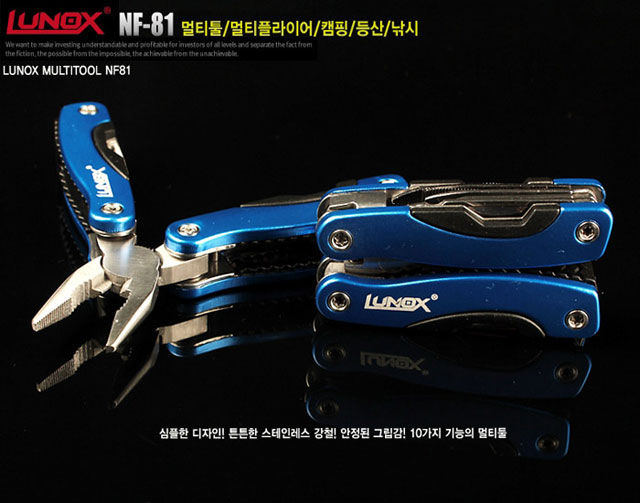 LUNOX® NF-81 멀티툴/멀티플라이어/캠핑/등산/낚시
We want to make investing understandable and profitable for investors of all levels and separate the fact from
the fiction, the possible from the impossible, the achievable from the unachievable.
LUNOX MULTITOOL NF81
LUNOX®
LUNOX®
심플한 디자인! 튼튼한 스테인레스 강철! 안정된 그립감! 10가지 기능의 멀티툴